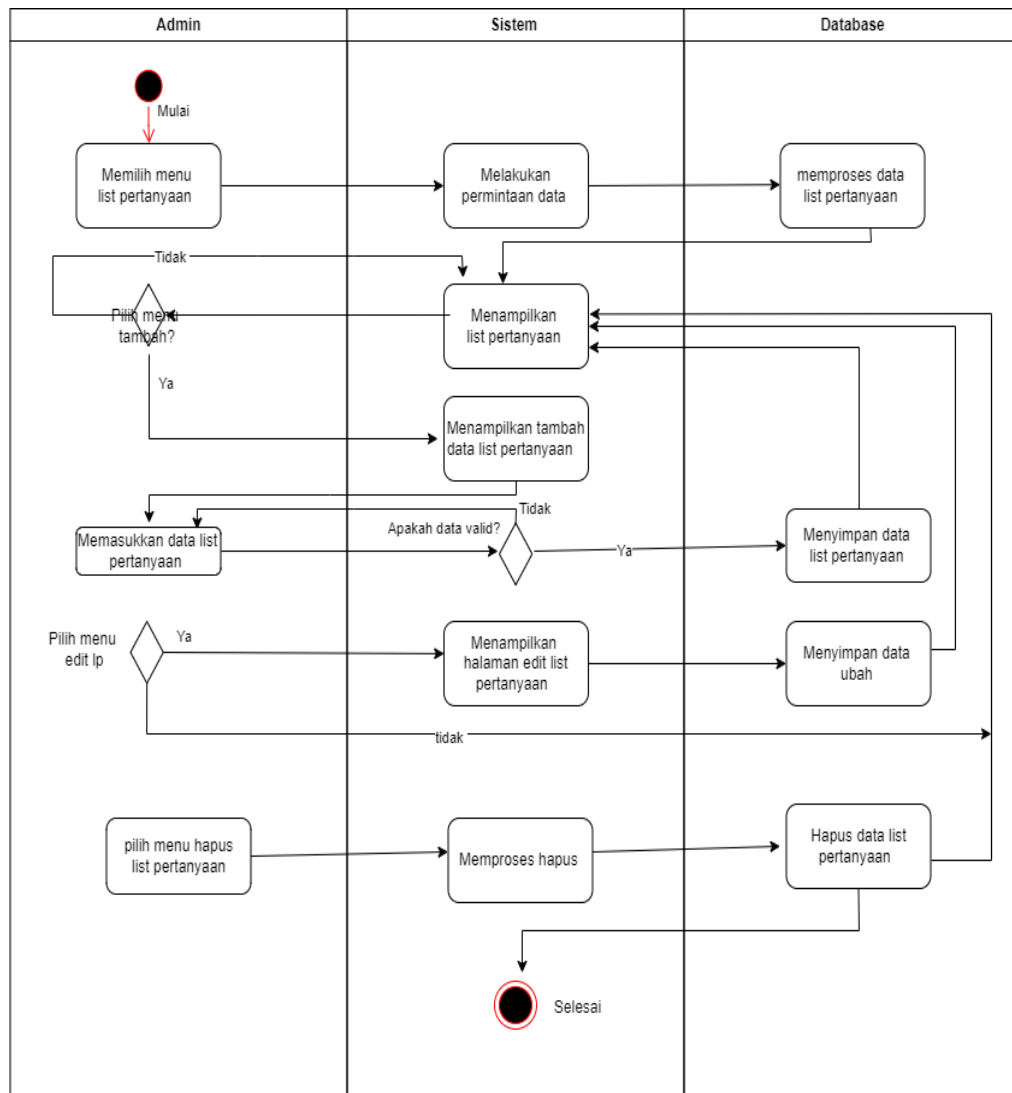 Admin
Sistem
Database
Mulai
Memilih menu
list pertanyaan
Melakukan
permintaan data
memproses data
list pertanyaan
Tidak
Pilih menu
tambah?
Menampilkan
list pertanyaan
Ya
Menampilkan tambah
data list pertanyaan
Memasukkan data list
pertanyaan
Apakah data valid?
Tidak
Ya
Menyimpan data
list pertanyaan
Pilih menu
edit lp
Ya
Menampilkan
halaman edit list
pertanyaan
Menyimpan data
ubah
tidak
pilih menu hapus
list pertanyaan
Memproses hapus
Hapus data list
pertanyaan
Selesai